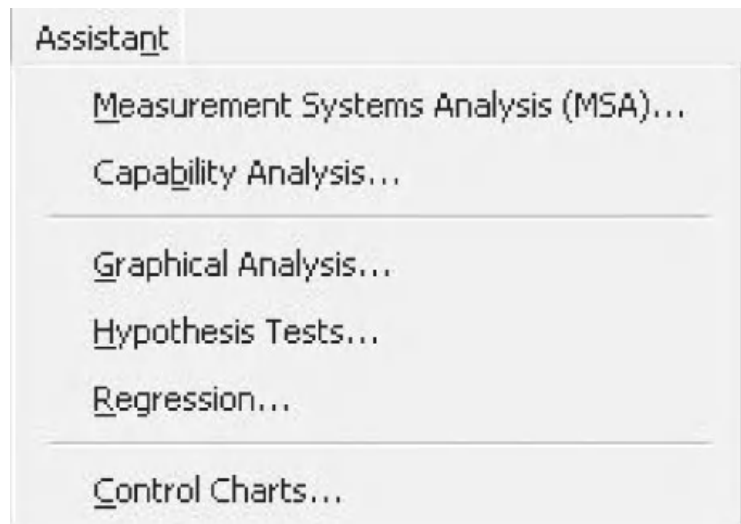 Assistant
Measurement Systems Analysis (MSA)...
Capability Analysis...
Graphical Analysis...
Hypothesis Tests...
Regression...
Control Charts...